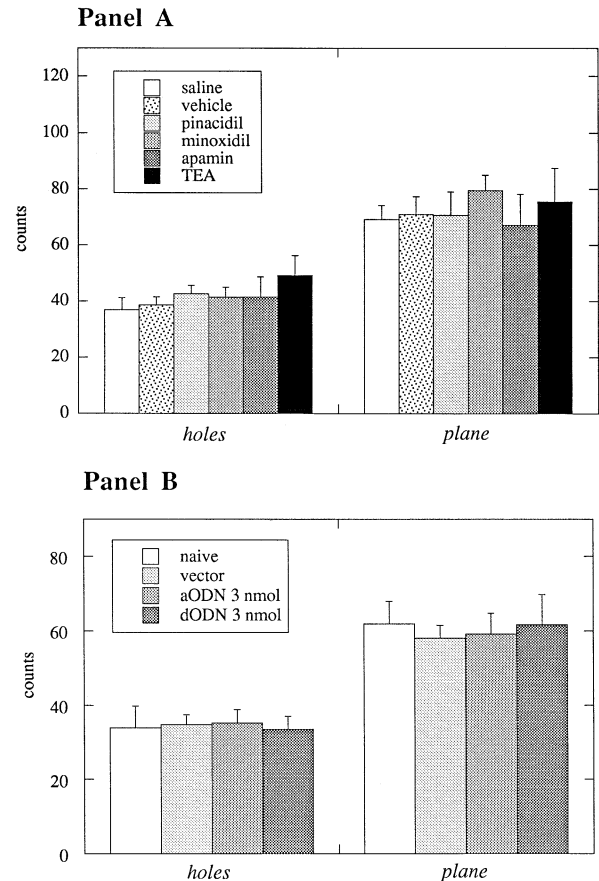 Panel A
120
100
80
60
40
20
0
counts
saline
vehicle
pinacidil
minoxidil
apamin
TEA
holes plane
Panel B
80
60
40
20
0
counts
naive
vector
aODN 3 nmol
dODN 3 nmol
holes plane